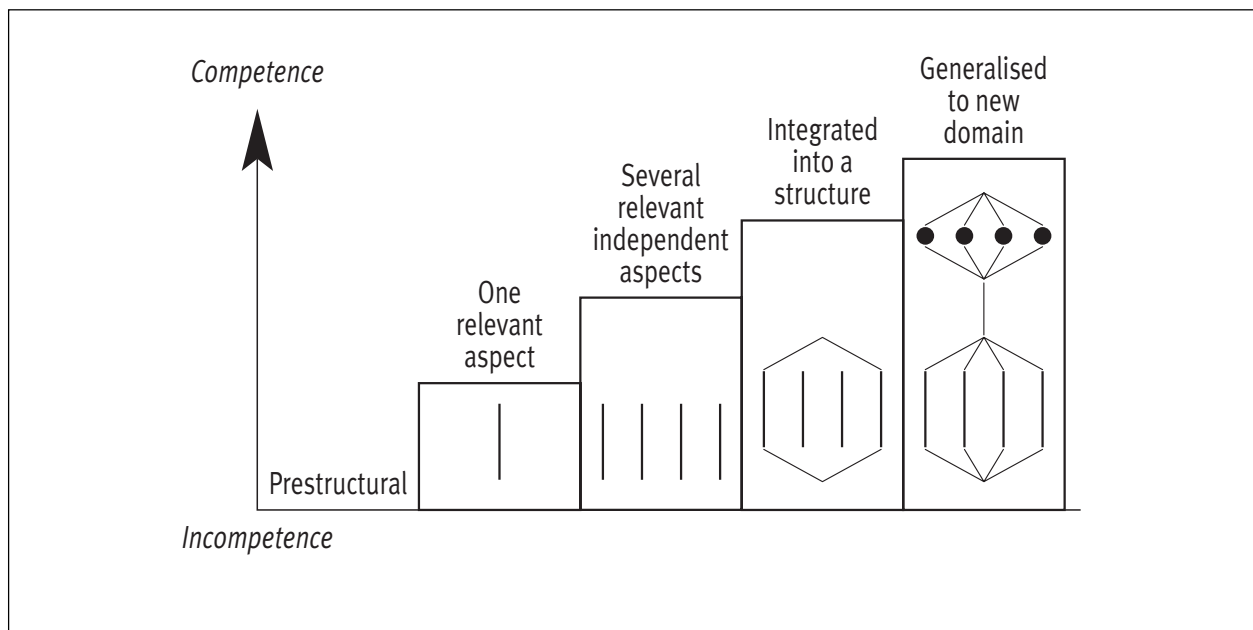 Competence
Generalised
to new
domain
Integrated
into a
structure
Several
relevant
independent
aspects
One
relevant
aspect
Prestructural
Incompetence